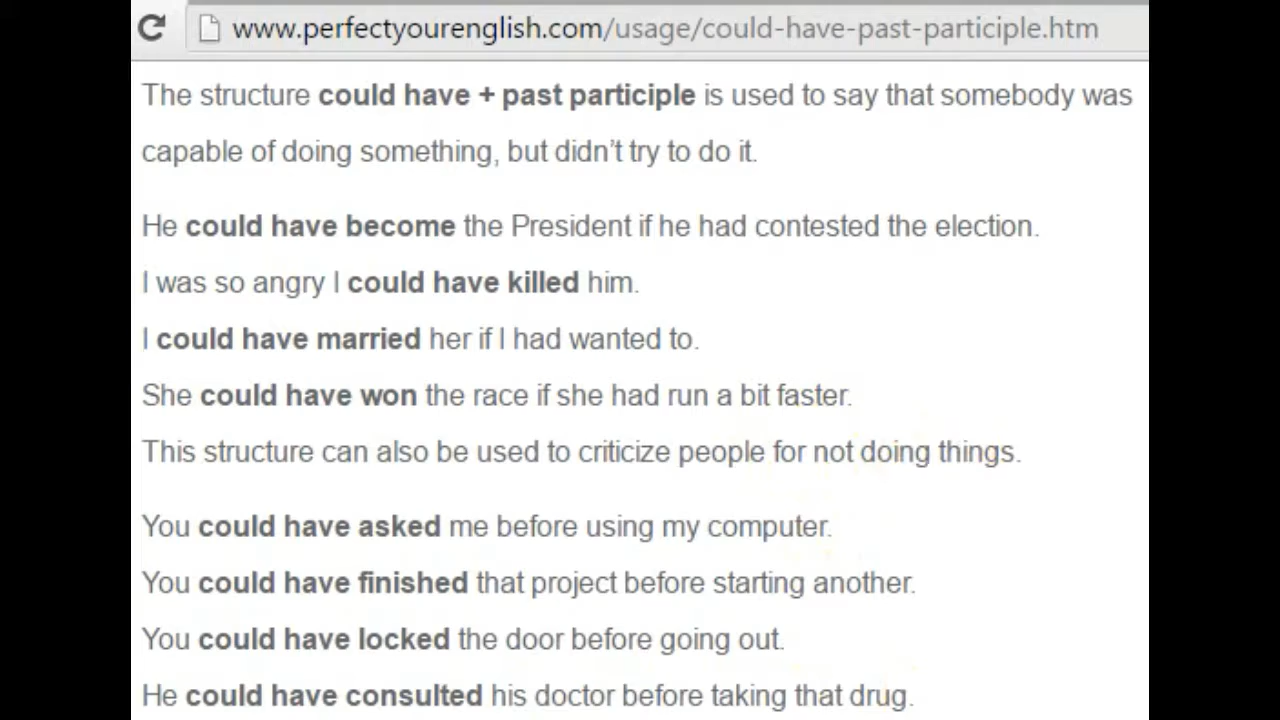 www.perfectyourenglish.com/usage/could-have-past-participle.htm
The structure could have + past participle is used to say that somebody was
capable of doing something, but didn’t try to do it.
He could have become the President if he had contested the election.
I was so angry I could have killed him.
I could have married her if I had wanted to.
She could have won the race if she had run a bit faster.
This structure can also be used to criticize people for not doing things.
You could have asked me before using my computer.
You could have finished that project before starting another.
You could have locked the door before going out.
He could have consulted his doctor before taking that drug.